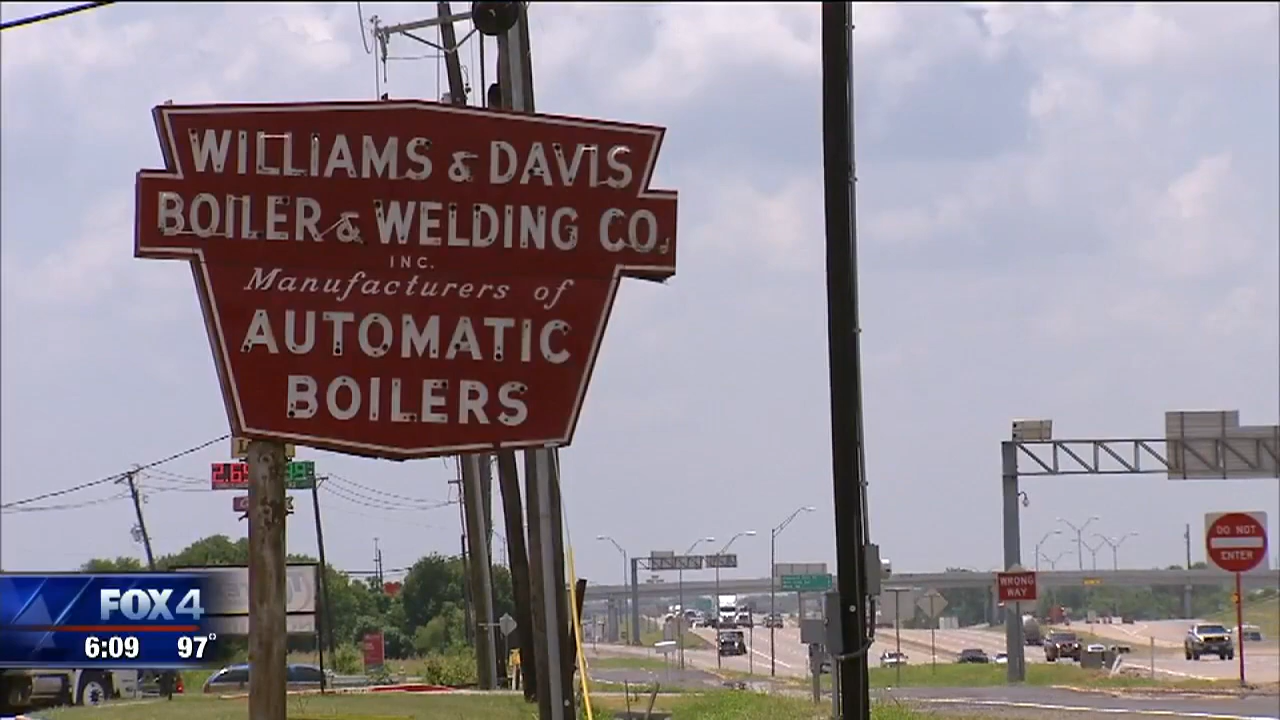 WILLIAMS & DAVIS
BOILER & WELDING CO.
INC.
Manufacturers of
AUTOMATIC
BOILERS
DO NOT
ENTER
WRONG
WAY
FOX 4
6:09 97°